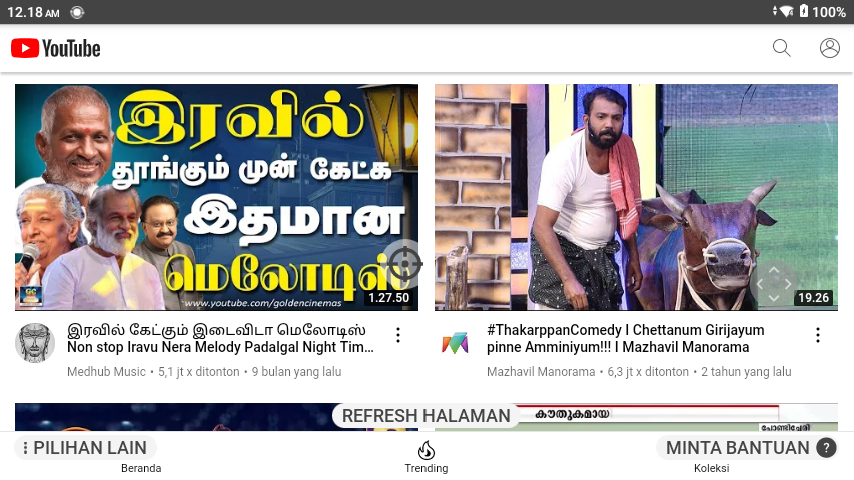 12.18 AM
100%
YouTube
இரவில்
தூங்கும் முன் கேட்க
இதமான
மெலோடிஸ்
GC
www.youtube.com/goldencinemas
1.27.50
19.26
இரவில் கேட்கும் இடைவிடா மெலோடிஸ்
Non stop Iravu Nera Melody Padalgal Night Tim...
Medhub Music • 5,1 jt x ditonton • 9 bulan yang lalu
#ThakarppanComedy I Chettanum Girijayum
pinne Amminiyum!!! I Mazhavil Manorama
Mazhavil Manorama • 6,3 jt x ditonton • 2 tahun yang lalu
REFRESH HALAMAN
കൗതുകമായ
പോണ്ടിച്ചേരി
PILIHAN LAIN
MINTA BANTUAN ?
Beranda
Trending
Koleksi